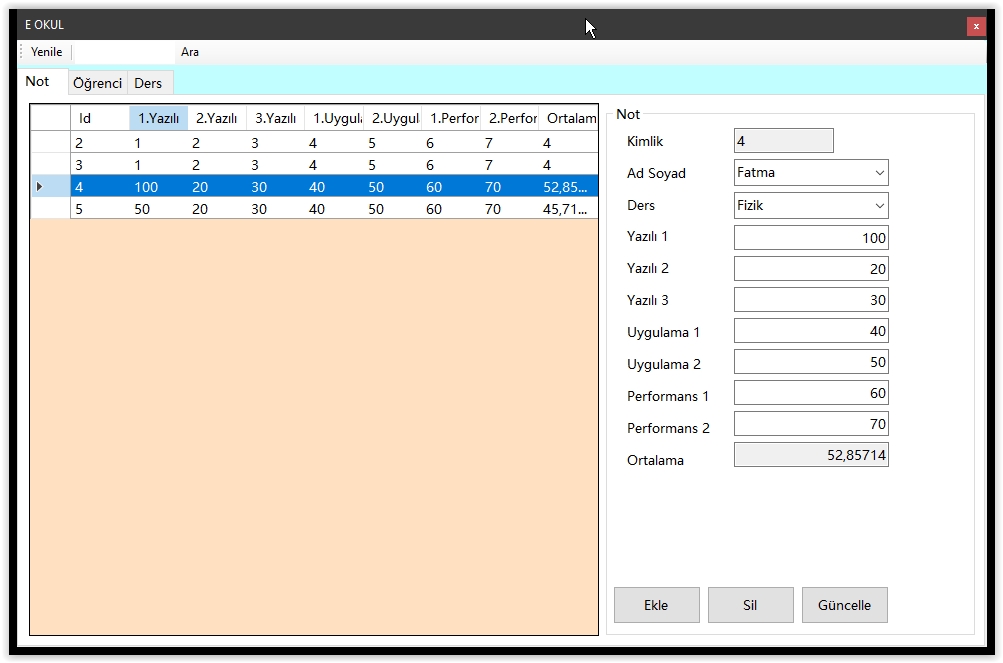 E OKUL
x
Yenile Ara
Not Öğrenci Ders
Id 1.Yazılı 2.Yazılı 3.Yazılı 1.Uygula 2.Uygul 1.Perfor 2.Perfor Ortalam
2 1 2 3 4 5 6 7 4
3 1 2 3 4 5 6 7 4
4 100 20 30 40 50 60 70 52,85...
5 50 20 30 40 50 60 70 45,71...
Not
Kimlik 4
Ad Soyad Fatma
Ders Fizik
Yazılı 1 100
Yazılı 2 20
Yazılı 3 30
Uygulama 1 40
Uygulama 2 50
Performans 1 60
Performans 2 70
Ortalama 52,85714
Ekle Sil Güncelle